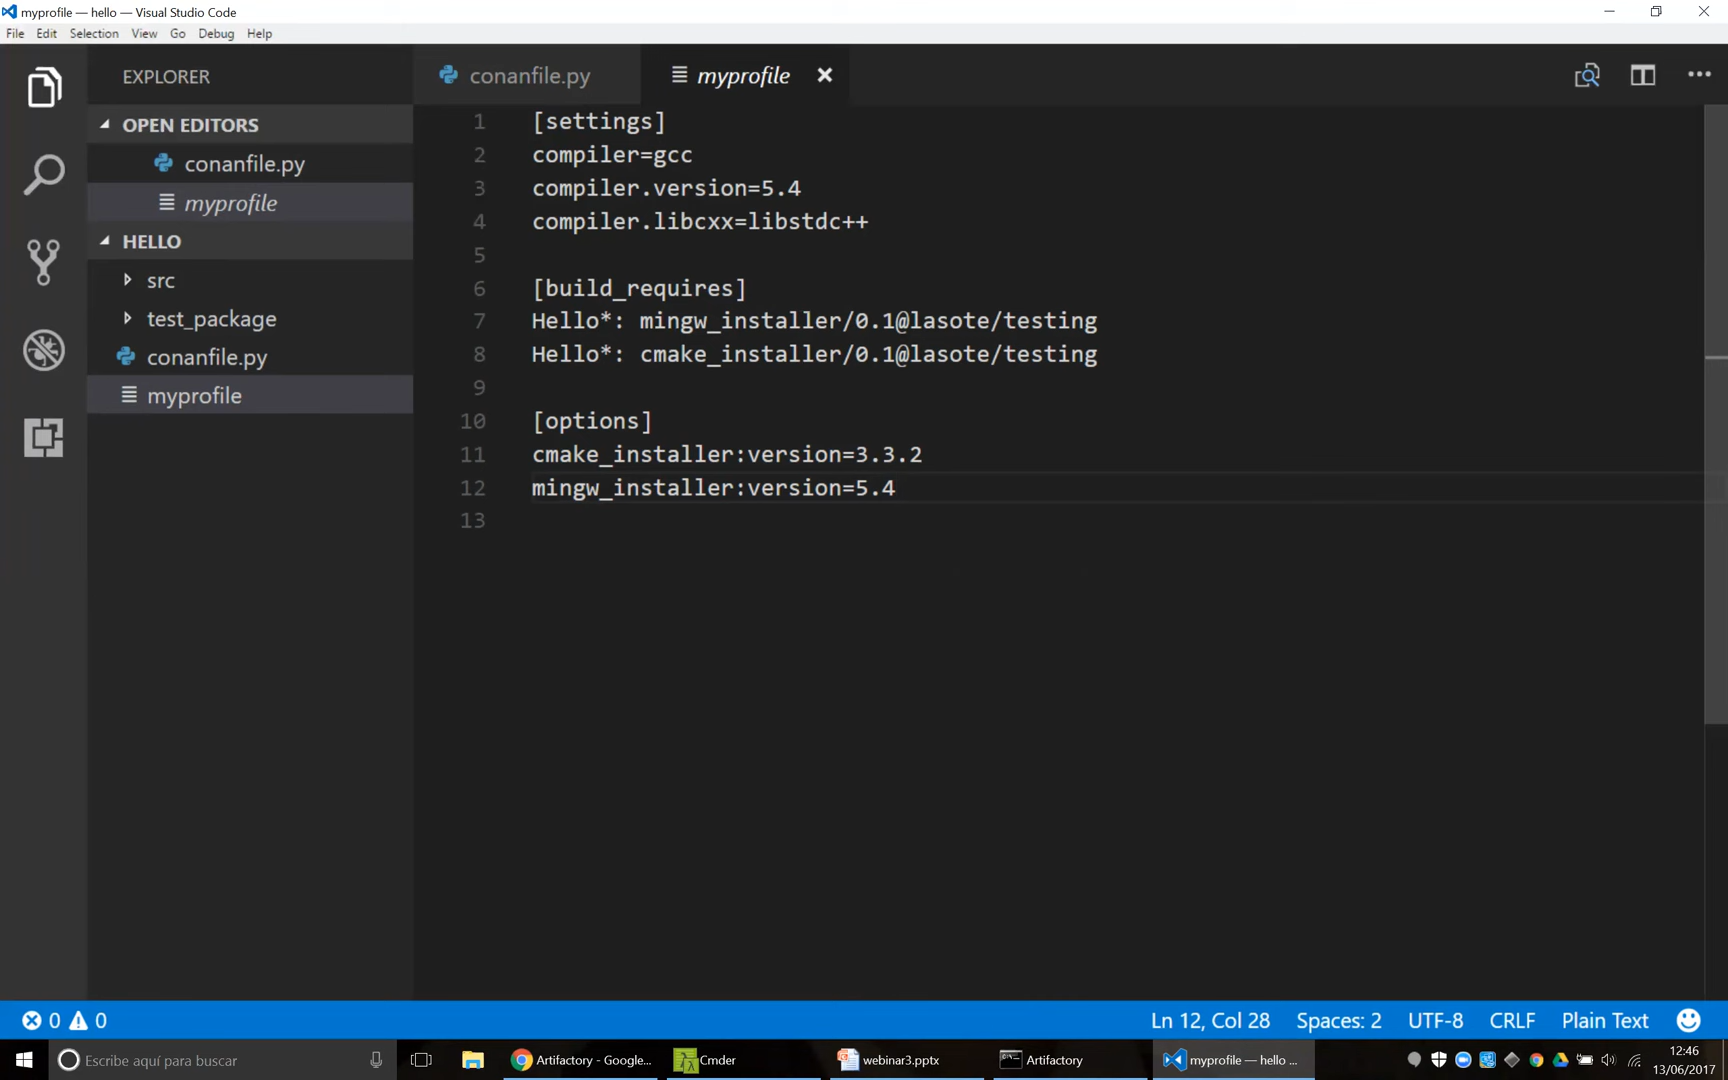 myprofile — hello — Visual Studio Code
File Edit Selection View Go Debug Help
EXPLORER
OPEN EDITORS
conanfile.py
myprofile
HELLO
src
test_package
conanfile.py
myprofile
conanfile.py myprofile
1 [settings]
2 compiler=gcc
3 compiler.version=5.4
4 compiler.libcxx=libstdc++
5
6 [build_requires]
7 Hello*: mingw_installer/0.1@lasote/testing
8 Hello*: cmake_installer/0.1@lasote/testing
9
10 [options]
11 cmake_installer:version=3.3.2
12 mingw_installer:version=5.4
13
0 0 Ln 12, Col 28 Spaces: 2 UTF-8 CRLF Plain Text
Escribe aquí para buscar Artifactory - Google... Cmder webinar3.pptx Artifactory myprofile — hello ... 12:46
13/06/2017